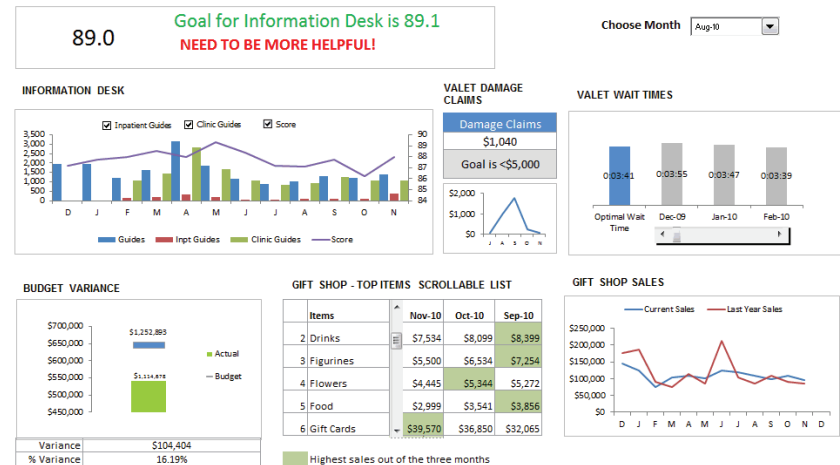 89.0
Goal for Information Desk is 89.1
NEED TO BE MORE HELPFUL!
Choose Month Aug-10
INFORMATION DESK
Inpatient Guides Clinic Guides Score
3,500
3,000
2,500
2,000
1,500
1,000
500
0
90
89
88
87
86
85
84
D J F M A M J J A S O N
Guides Inpt Guides Clinic Guides Score
VALET DAMAGE
CLAIMS
Damage Claims
$1,040
Goal is <$5,000
$2,000
$1,000
$0
J A S O N
VALET WAIT TIMES
0:03:41 0:03:55 0:03:47 0:03:39
Optimal Wait Dec-09 Jan-10 Feb-10
Time
BUDGET VARIANCE
$700,000
$650,000
$600,000
$550,000
$500,000
$450,000
$1,252,893
$1,114,678
Actual
Budget
Variance $104,404
% Variance 16.19%
GIFT SHOP - TOP ITEMS SCROLLABLE LIST
Items Nov-10 Oct-10 Sep-10
2 Drinks $7,534 $8,099 $8,399
3 Figurines $5,500 $6,534 $7,254
4 Flowers $4,445 $5,344 $5,272
5 Food $2,999 $3,541 $3,856
6 Gift Cards $39,570 $36,850 $32,065
Highest sales out of the three months
GIFT SHOP SALES
Current Sales Last Year Sales
$250,000
$200,000
$150,000
$100,000
$50,000
$0
D J F M A M J J A S O N D